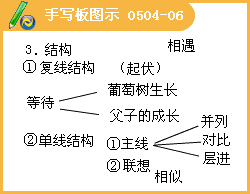 手写板图示 0504-06
相遇
3．结构
①复线结构 （起伏）
葡萄树生长
等待
父子的成长
并列
②单线结构 ①主线 对比
层进
②联想
相似